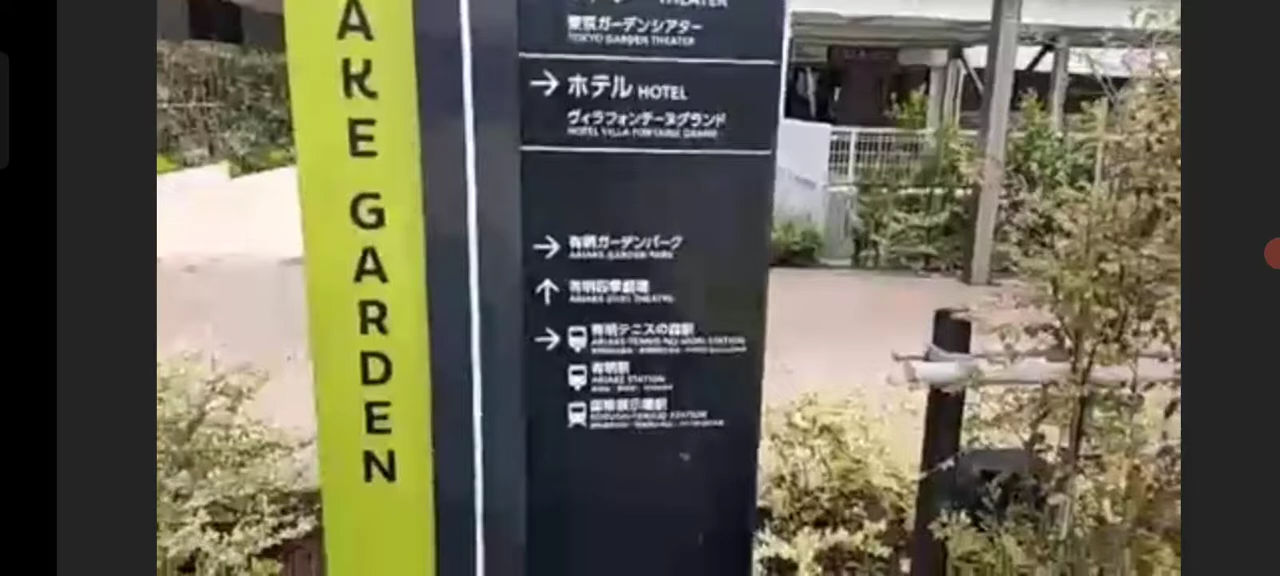 AKE GARDEN
THEATER
東京ガーデンシアター
TOKYO GARDEN THEATER
→ ホテル HOTEL
ヴィラフォンテーヌグランド
HOTEL VILLA FONTAINE GRAND
→ 有明ガーデンパーク
ARIAKE GARDEN PARK
↑ 有明四季劇場
ARIAKE SHIKI THEATRE
→ 有明テニスの森駅
ARIAKE-TENNIS-NO-MORI STATION
有明駅
ARIAKE STATION
国際展示場駅
KOKUSAI-TENJIJO STATION